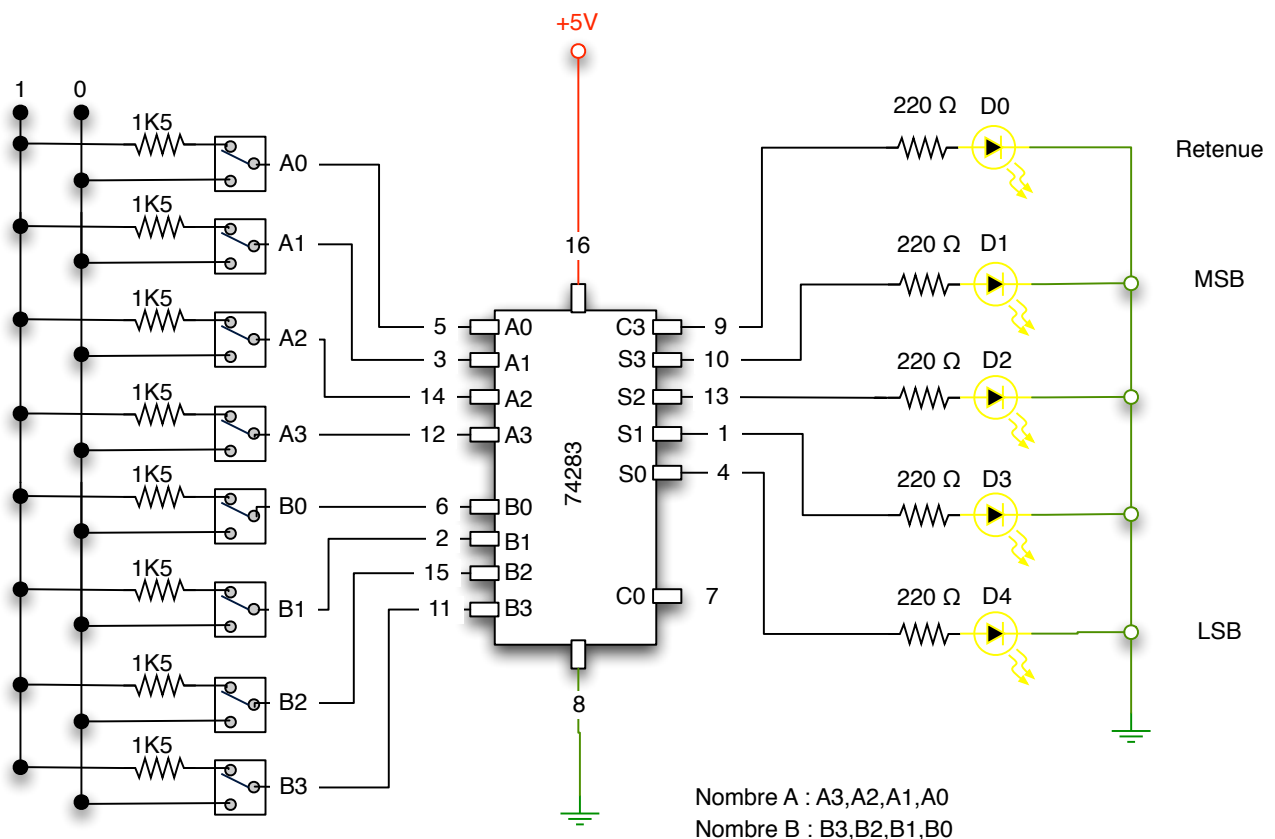 +5V
1 0
1K5
A0
1K5
A1
1K5
A2
1K5
A3
1K5
B0
1K5
B1
1K5
B2
1K5
B3
16
5 A0
3 A1
14 A2
12 A3
6 B0
2 B1
15 B2
11 B3
74283
C3 9
S3 10
S2 13
S1 1
S0 4
C0 7
8
220 Ω D0
Retenue
220 Ω D1
MSB
220 Ω D2
220 Ω D3
220 Ω D4
LSB
Nombre A : A3,A2,A1,A0
Nombre B : B3,B2,B1,B0